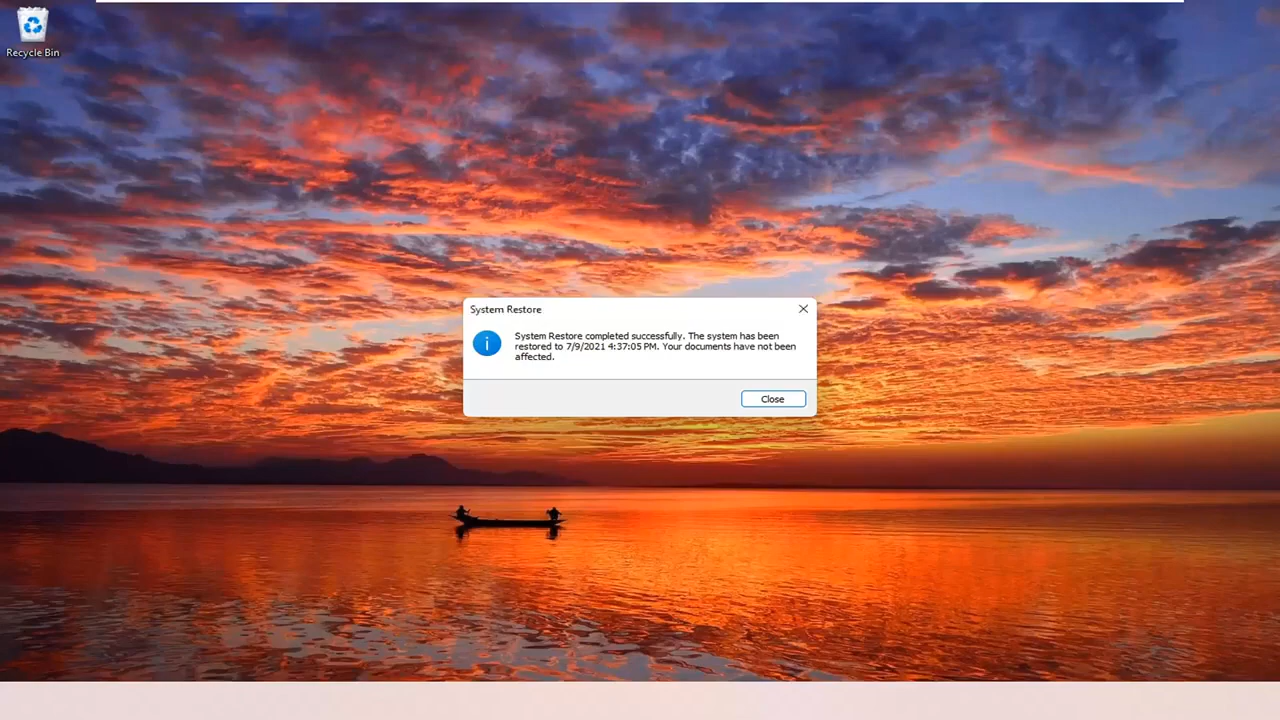 Recycle Bin
System Restore
System Restore completed successfully. The system has been
restored to 7/9/2021 4:37:05 PM. Your documents have not been
affected.
Close